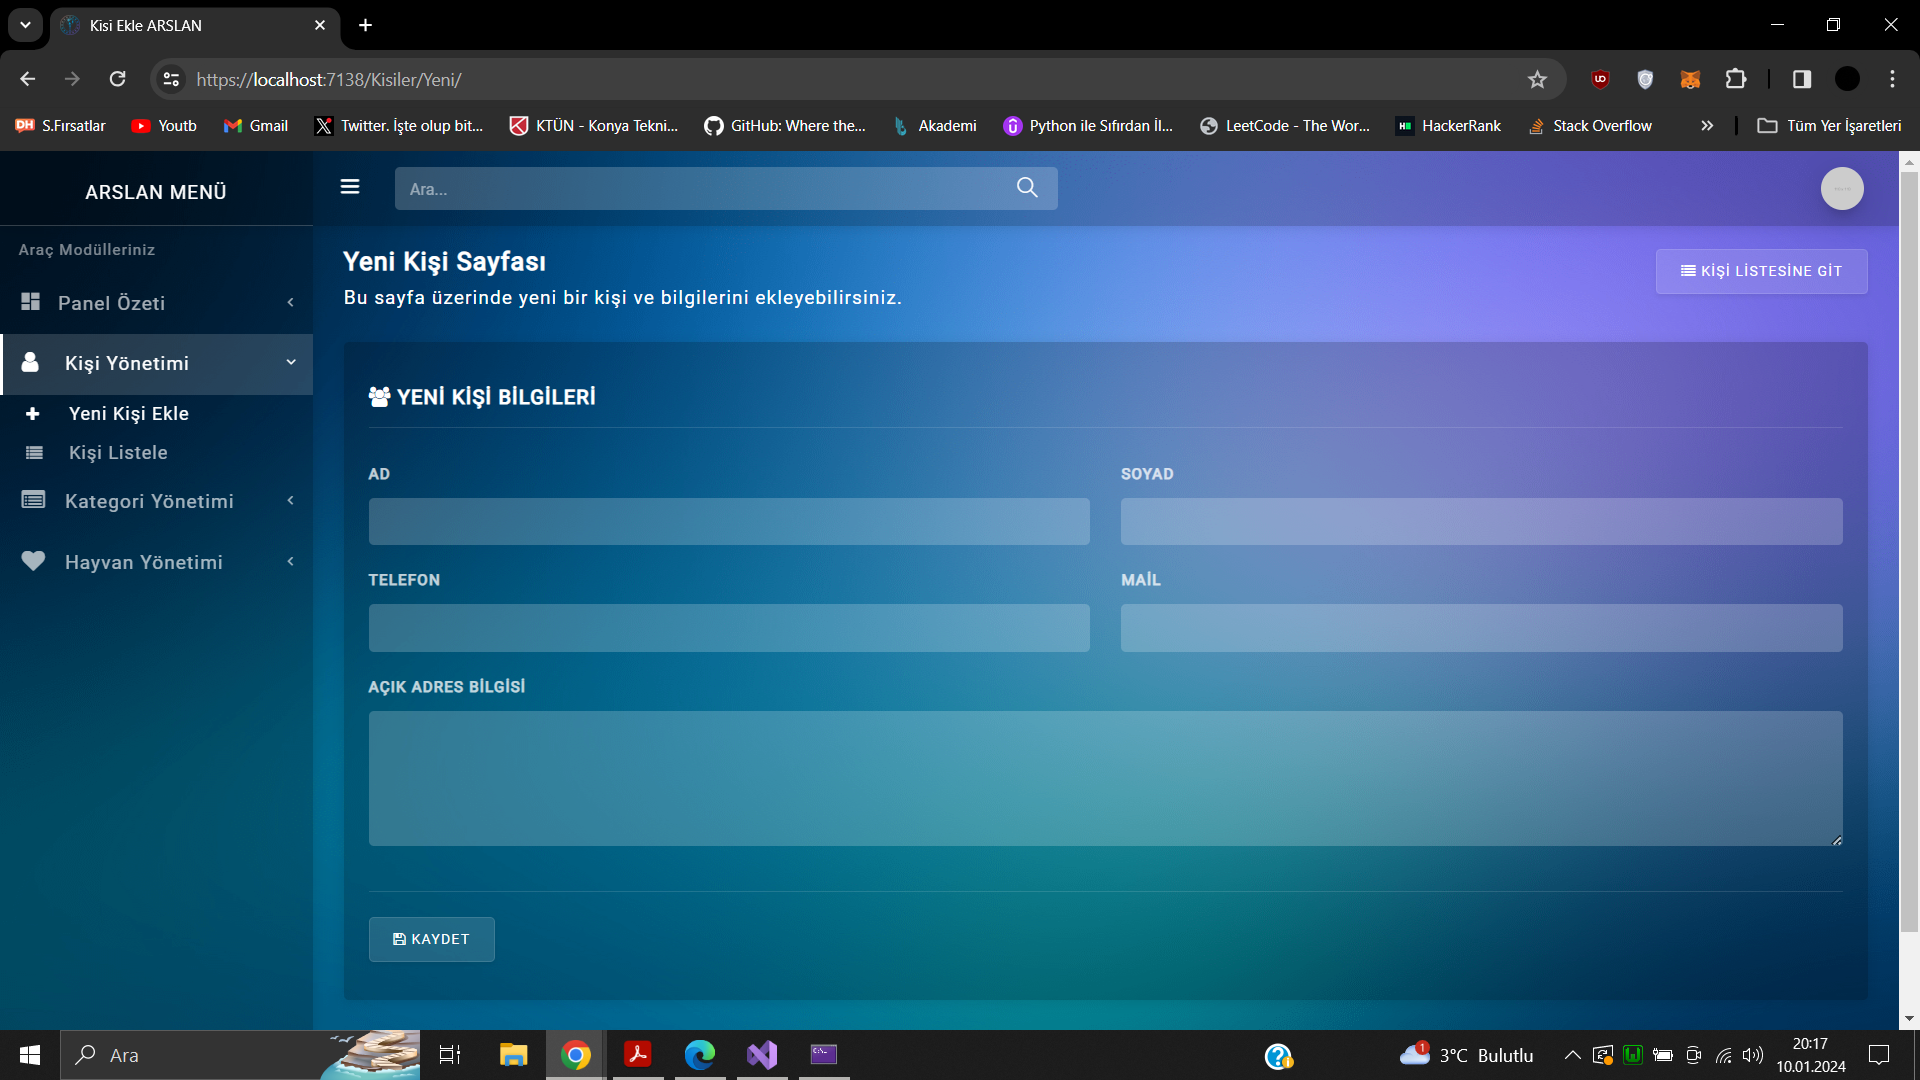 Kisi Ekle ARSLAN
https://localhost:7138/Kisiler/Yeni/
S.Fırsatlar
Youtb
Gmail
Twitter. İşte olup bit...
KTÜN - Konya Tekni...
GitHub: Where the...
Akademi
Python ile Sıfırdan İl...
LeetCode - The Wor...
HackerRank
Stack Overflow
Tüm Yer İşaretleri
ARSLAN MENÜ
Ara...
Araç Modülleriniz
Panel Özeti
Kişi Yönetimi
Yeni Kişi Ekle
Kişi Listele
Kategori Yönetimi
Hayvan Yönetimi
Yeni Kişi Sayfası
Bu sayfa üzerinde yeni bir kişi ve bilgilerini ekleyebilirsiniz.
KİŞİ LİSTESİNE GİT
YENİ KİŞİ BİLGİLERİ
AD
SOYAD
TELEFON
MAİL
AÇIK ADRES BİLGİSİ
KAYDET
Ara
1
3°C Bulutlu
20:17
10.01.2024